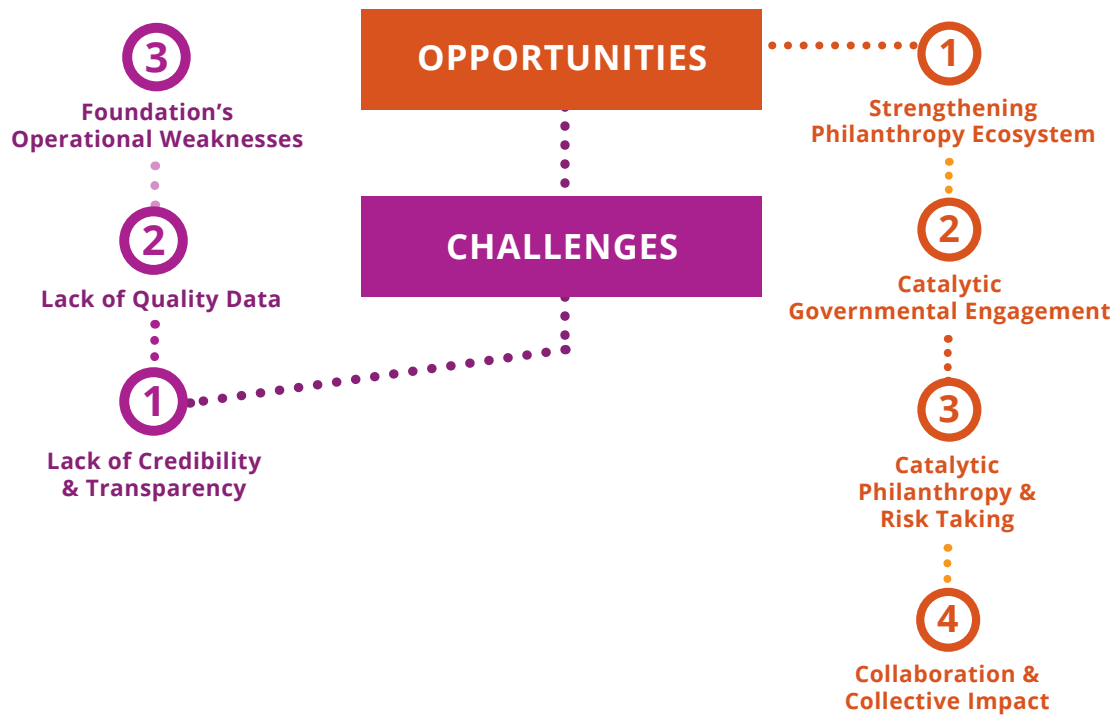 OPPORTUNITIES
1
Strengthening
Philanthropy Ecosystem
2
Catalytic
Governmental Engagement
3
Catalytic
Philanthropy &
Risk Taking
4
Collaboration &
Collective Impact
CHALLENGES
1
Lack of Credibility
& Transparency
2
Lack of Quality Data
3
Foundation’s
Operational Weaknesses